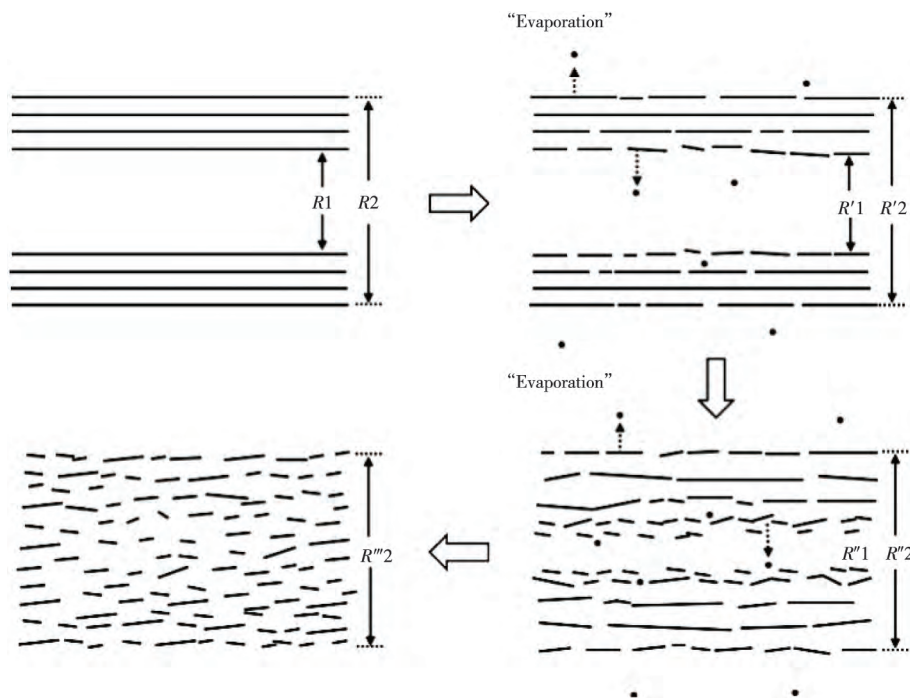 “Evaporation”
R1
R2
R′1
R′2
“Evaporation”
R‴2
R″1
R″2